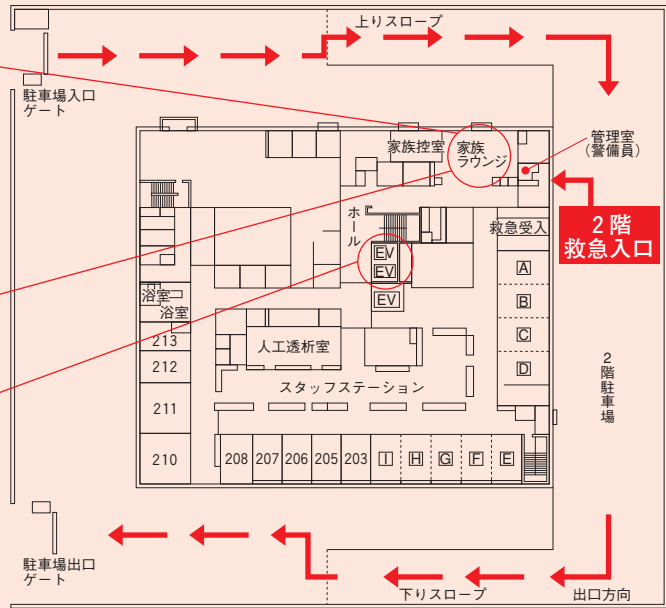 上りスロープ
駐車場入口
ゲート
管理室
(警備員)
家族控室
家族
ラウンジ
ホール
救急受入
2階
救急入口
EV
EV
EV
A
B
C
D
浴室
浴室
213
212
211
210
人工透析室
スタッフステーション
2階駐車場
208
207
206
205
203
I
H
G
F
E
駐車場出口
ゲート
下りスロープ
出口方向